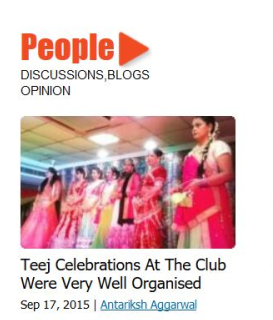 People
DISCUSSIONS,BLOGS
OPINION
Teej Celebrations At The Club
Were Very Well Organised
Sep 17, 2015 | Antariksh Aggarwal